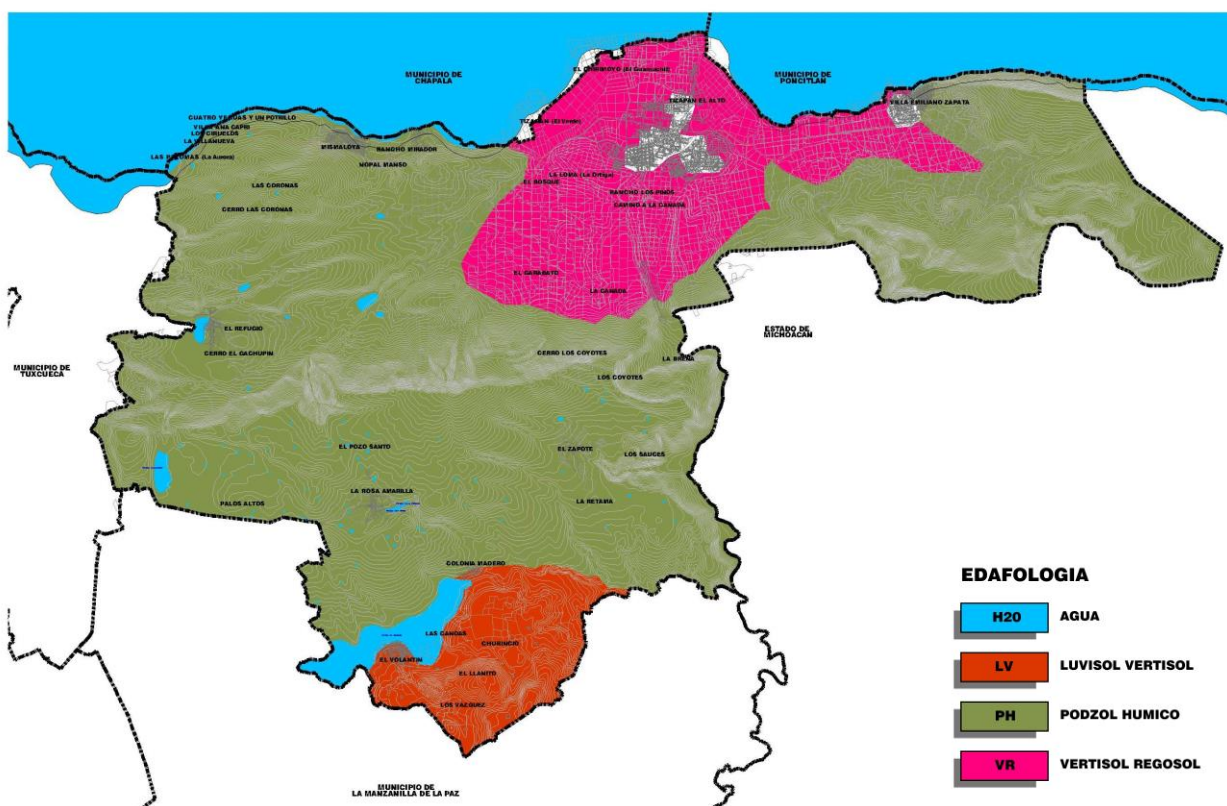 MUNICIPIO DE
CHAPALA
MUNICIPIO DE
PONCITLAN
TIZAPAN EL ALTO
VILLA EMILIANO ZAPATA
CUATRO YEGUAS Y UN POTRILLO
MISMALOYA
RANCHO MIRADOR
NOPAL MANSO
LA LOMA (La Ortiga)
EL BOSQUE
LAS CORONAS
RANCHO LOS PINOS
CAMINO A LA CAÑADA
CERRO LAS CORONAS
EL GARABATO
LA CAÑADA
EL REFUGIO
ESTADO DE
MICHOACAN
CERRO EL GACHUPIN
CERRO LOS COYOTES
LA BREÑA
MUNICIPIO DE
TUXCUECA
LOS COYOTES
EL POZO SANTO
EL ZAPOTE
LOS SAUCES
LA ROSA AMARILLA
PALOS ALTOS
LA RETAMA
COLONIA MADERO
LAS GANGAS
CHURINCIO
EL VOLANTIN
EL LLANITO
LOS VAZQUEZ
MUNICIPIO DE
LA MANZANILLA DE LA PAZ
EDAFOLOGIA
H20 AGUA
LV LUVISOL VERTISOL
PH PODZOL HUMICO
VR VERTISOL REGOSOL